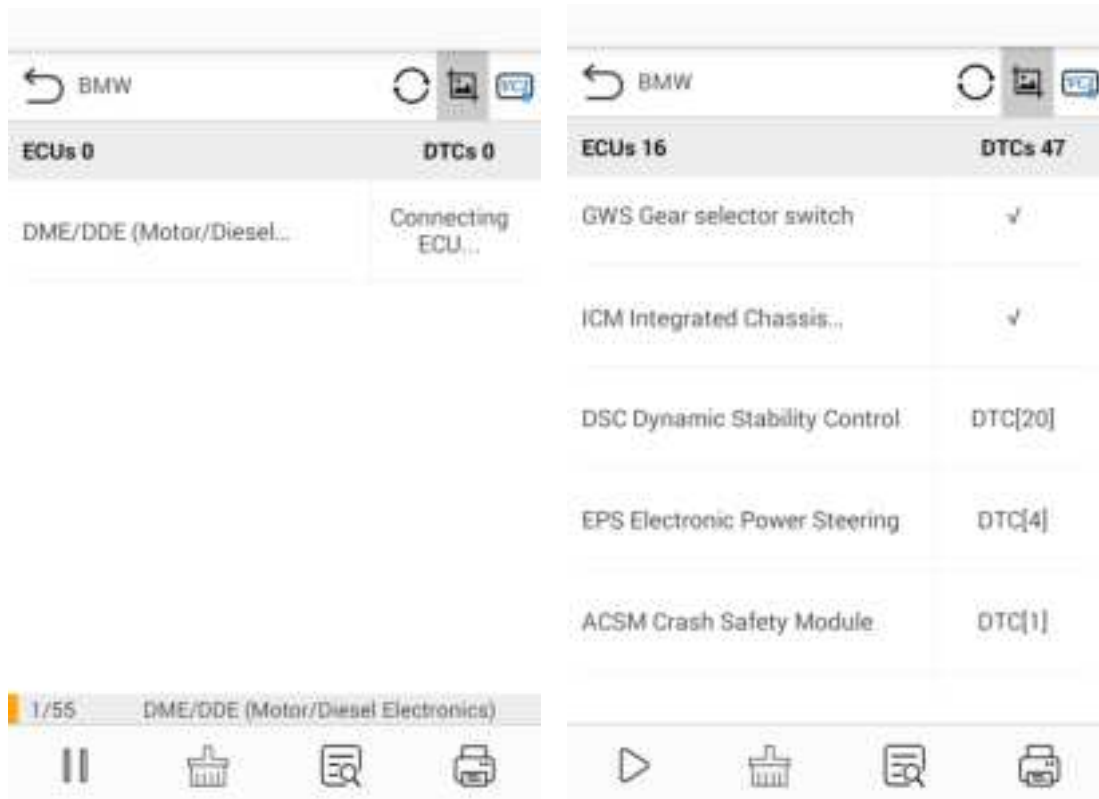 BMW
VCI
ECUs 0 DTCs 0
DME/DDE (Motor/Diesel... Connecting
ECU...
1/55 DME/DDE (Motor/Diesel Electronics)
BMW
VCI
ECUs 16 DTCs 47
GWS Gear selector switch √
ICM Integrated Chassis... √
DSC Dynamic Stability Control DTC[20]
EPS Electronic Power Steering DTC[4]
ACSM Crash Safety Module DTC[1]